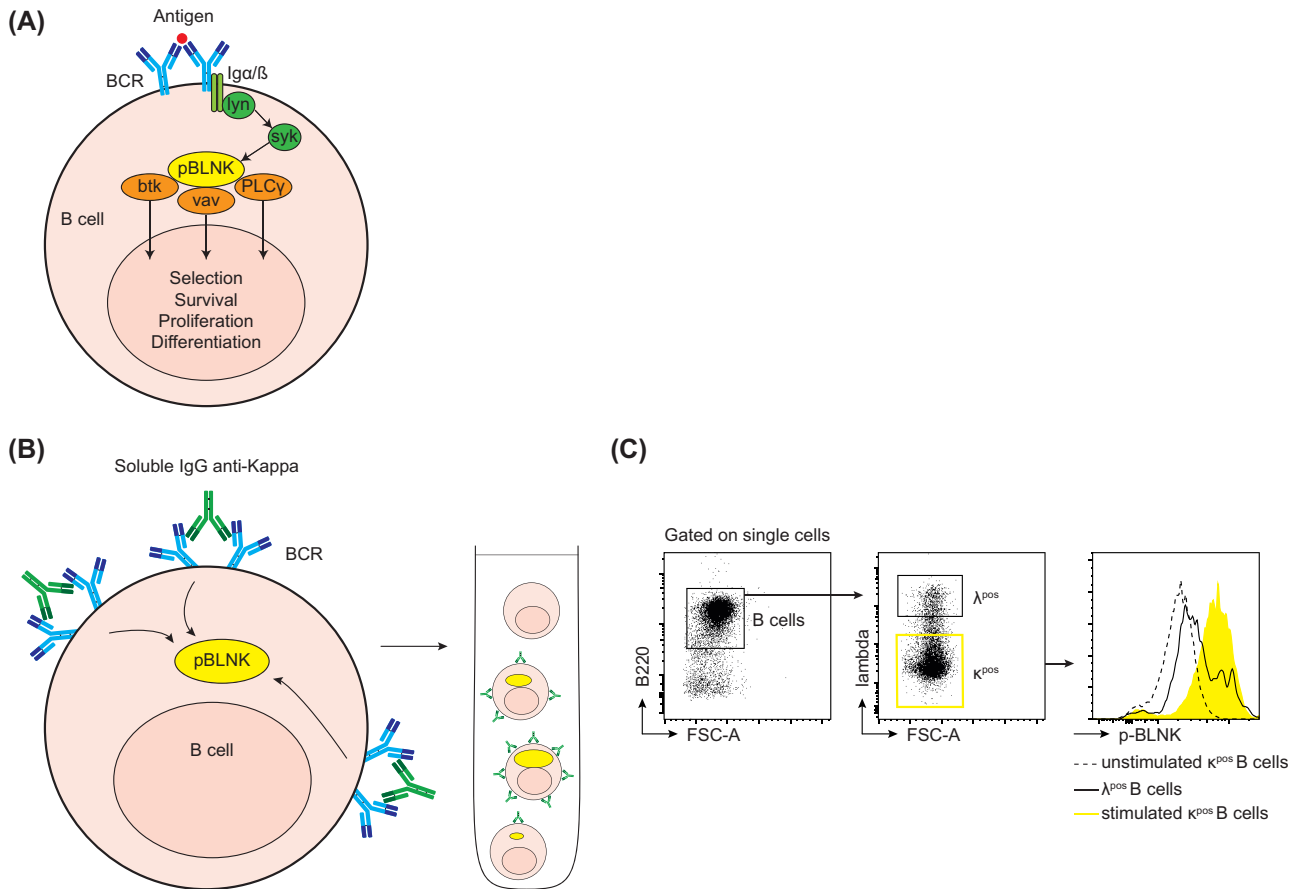 (A)
Antigen
BCR
Igα/ß
lyn
syk
pBLNK
btk
PLCγ
vav
B cell
Selection
Survival
Proliferation
Differentiation
(B)
Soluble IgG anti-Kappa
BCR
pBLNK
B cell
(C)
Gated on single cells
B220
B cells
FSC-A
lambda
λpos
κpos
FSC-A
p-BLNK
unstimulated κpos B cells
λpos B cells
stimulated κpos B cells